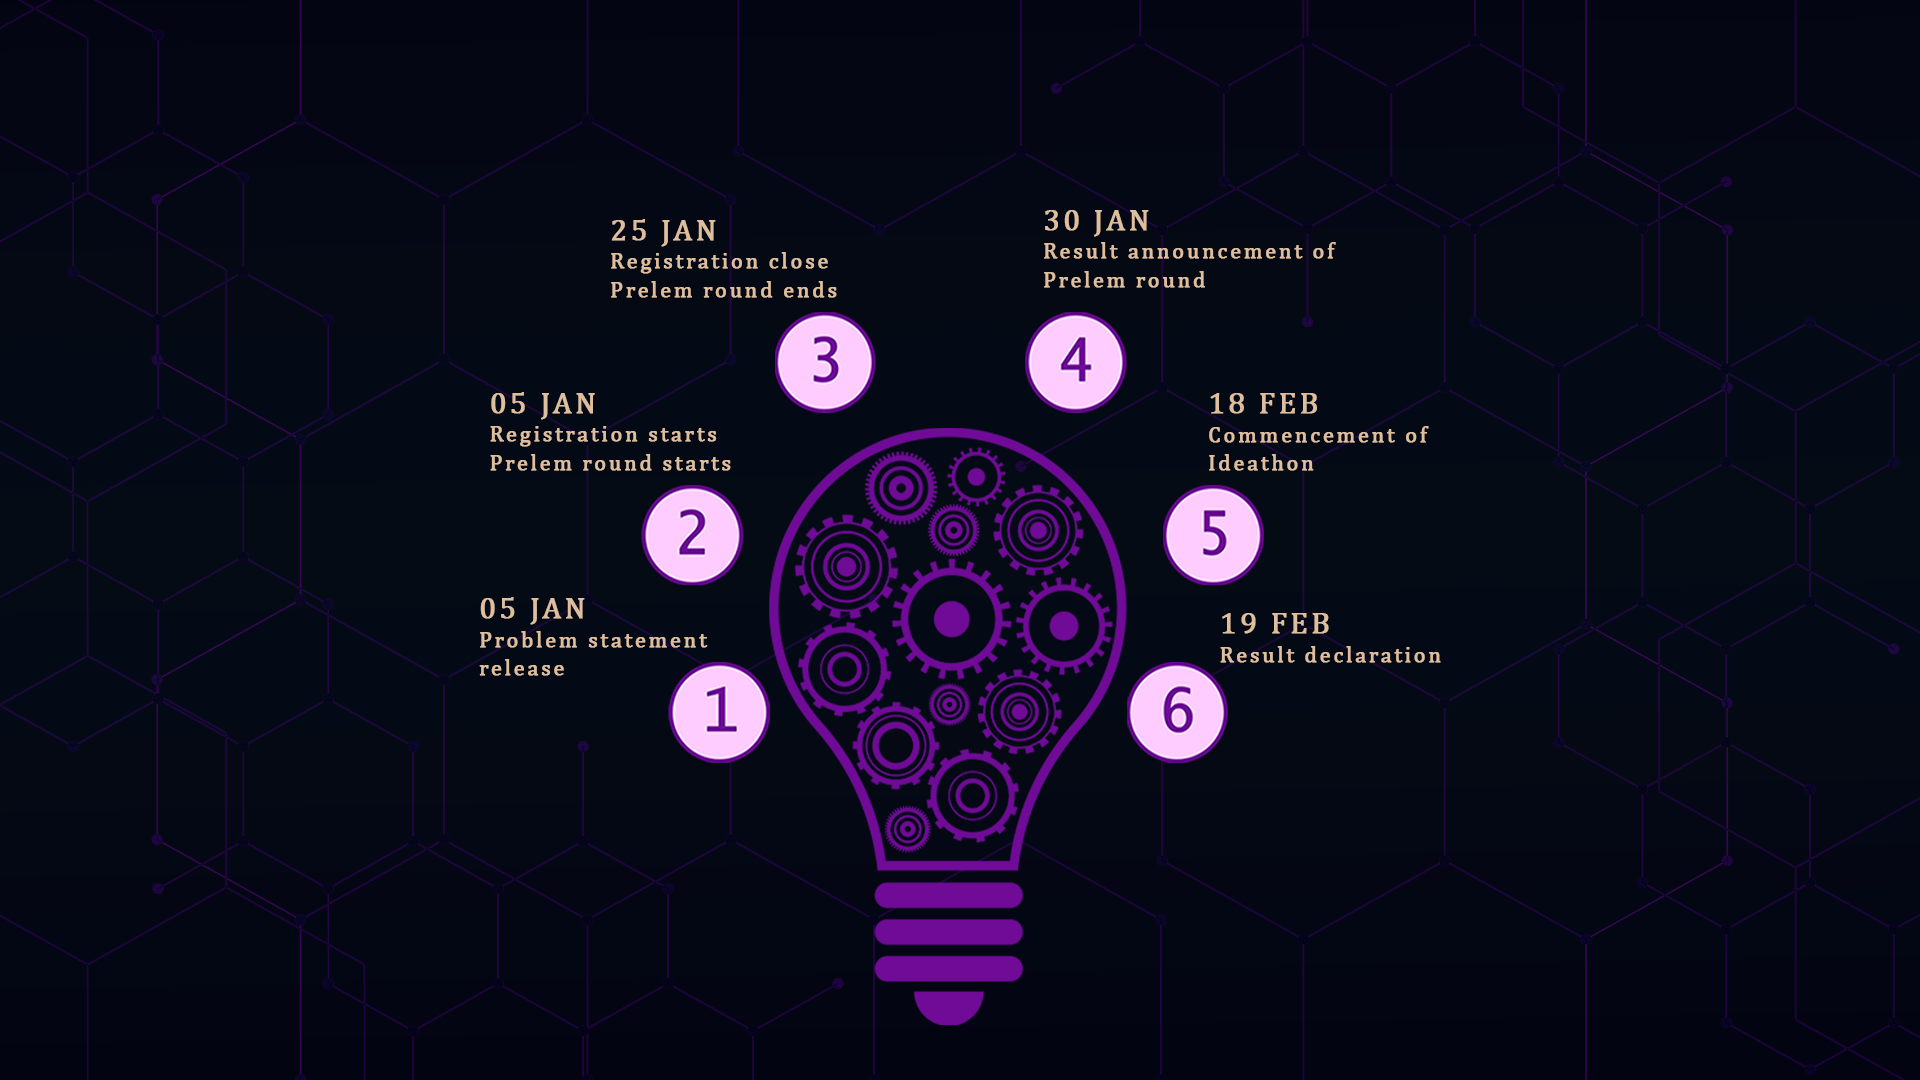 05 JAN
Problem statement
release
1
05 JAN
Registration starts
Prelem round starts
2
25 JAN
Registration close
Prelem round ends
3
30 JAN
Result announcement of
Prelem round
4
18 FEB
Commencement of
Ideathon
5
19 FEB
Result declaration
6